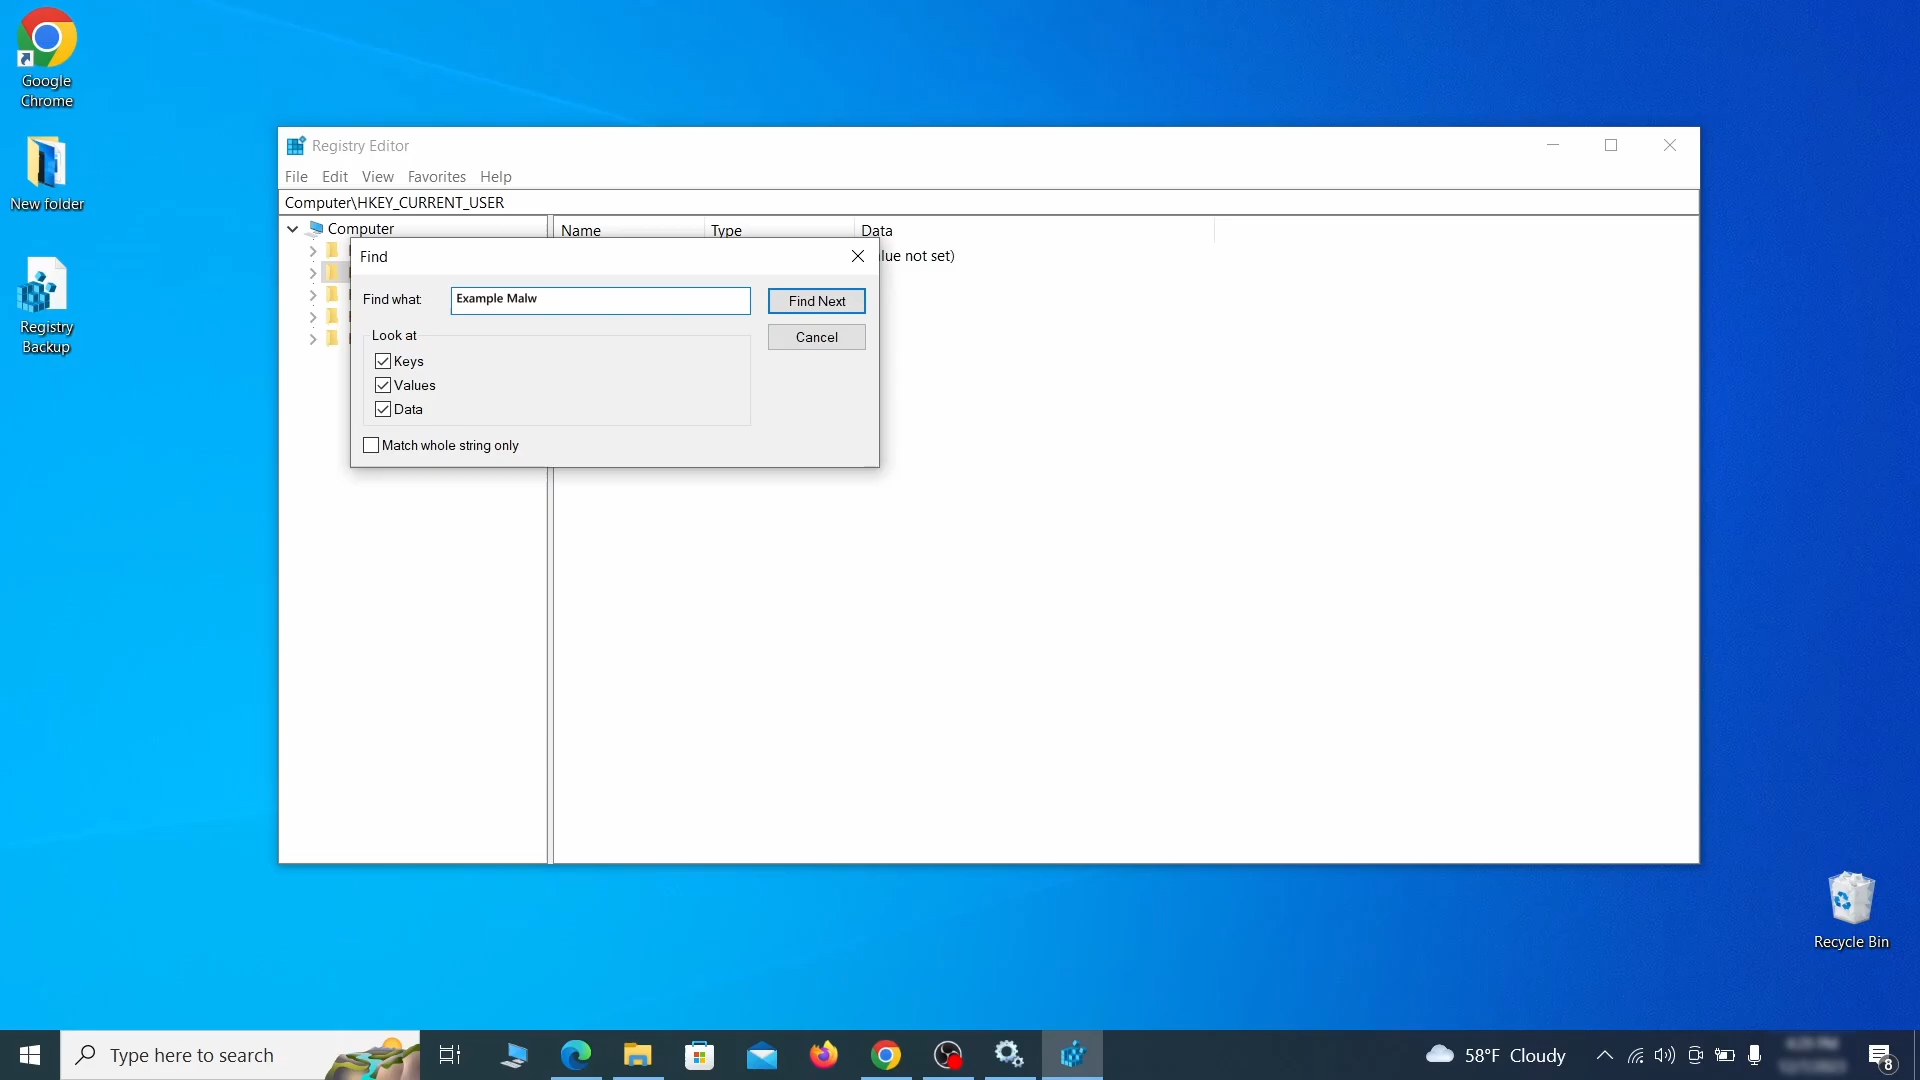 Google
Chrome
New folder
Registry
Backup
Registry Editor
File Edit View Favorites Help
Computer\HKEY_CURRENT_USER
Computer
Name Type Data
lue not set)
Find
Find what:
Example Malw
Find Next
Look at
Cancel
Keys
Values
Data
Match whole string only
Recycle Bin
Type here to search
58°F Cloudy
8